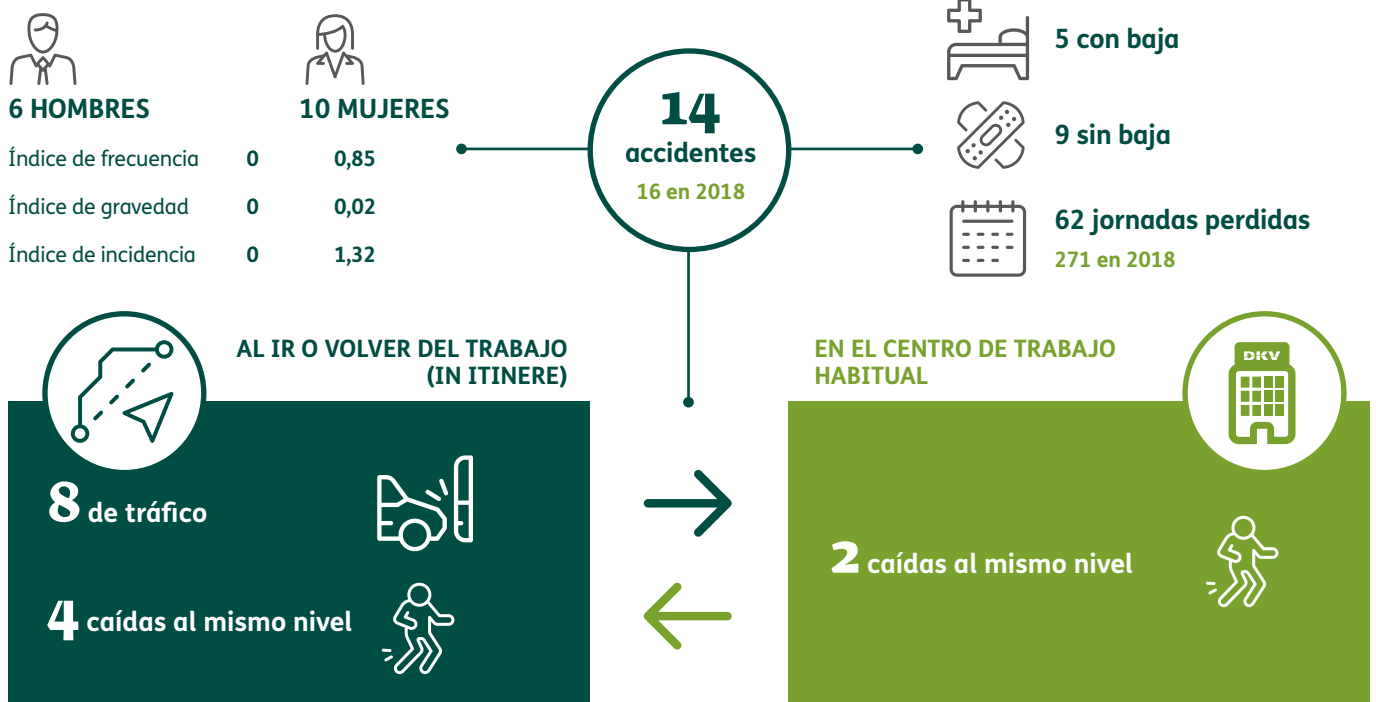 6 HOMBRES
10 MUJERES
Índice de frecuencia 0 0,85
Índice de gravedad 0 0,02
Índice de incidencia 0 1,32
14
accidentes
16 en 2018
5 con baja
9 sin baja
62 jornadas perdidas
271 en 2018
AL IR O VOLVER DEL TRABAJO
(IN ITINERE)
8 de tráfico
4 caídas al mismo nivel
EN EL CENTRO DE TRABAJO
HABITUAL
DKV
2 caídas al mismo nivel